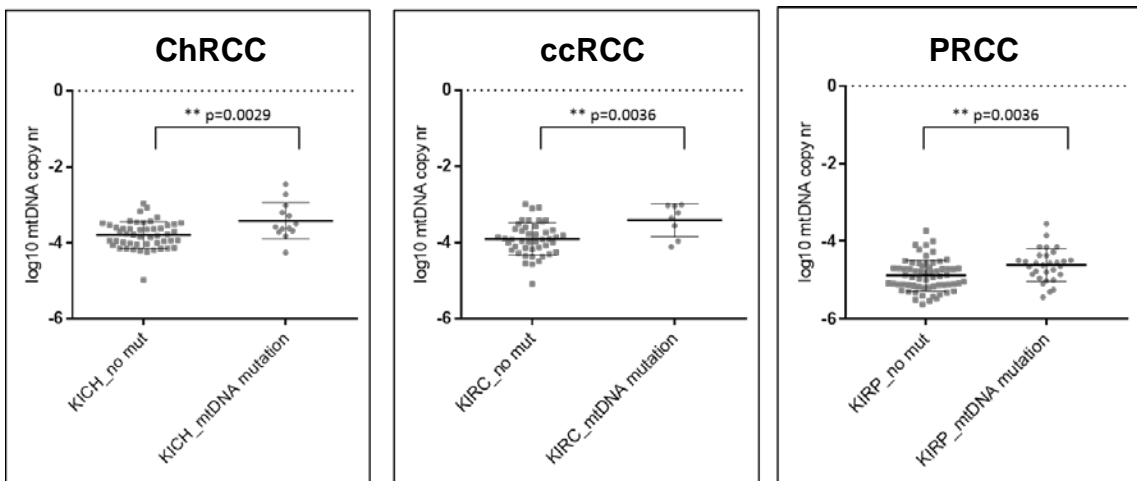 ChRCC
0
** p=0.0029
-2
-4
-6
log10 mtDNA copy nr
KICH_no mut
KICH_mtDNA mutation
ccRCC
0
** p=0.0036
-2
-4
-6
log10 mtDNA copy nr
KIRC_no mut
KIRC_mtDNA mutation
PRCC
0
** p=0.0036
-2
-4
-6
log10 mtDNA copy nr
KIRP_no mut
KIRP_mtDNA mutation